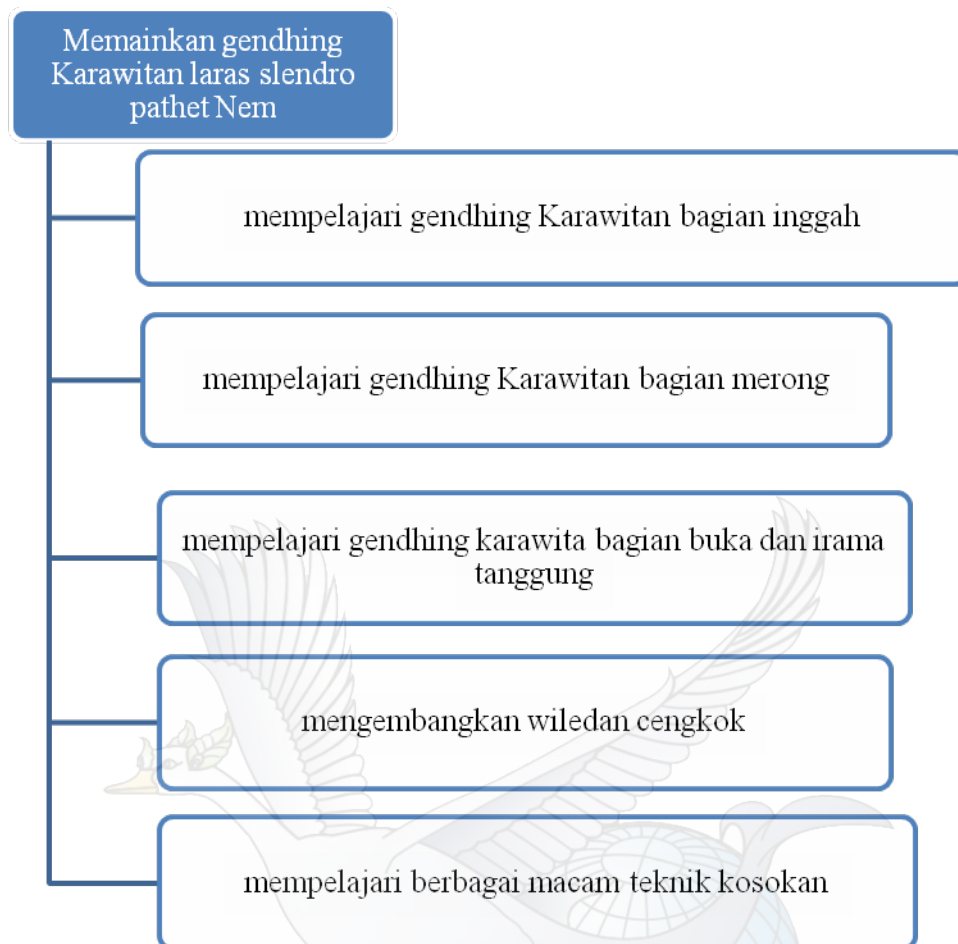 Memainkan gendhing
Karawitan laras slendro
pathet Nem
mempelajari gendhing Karawitan bagian inggah
mempelajari gendhing Karawitan bagian merong
mempelajari gendhing karawita bagian buka dan irama
tanggung
mengembangkan wiledan cengkok
mempelajari berbagai macam teknik kosokan